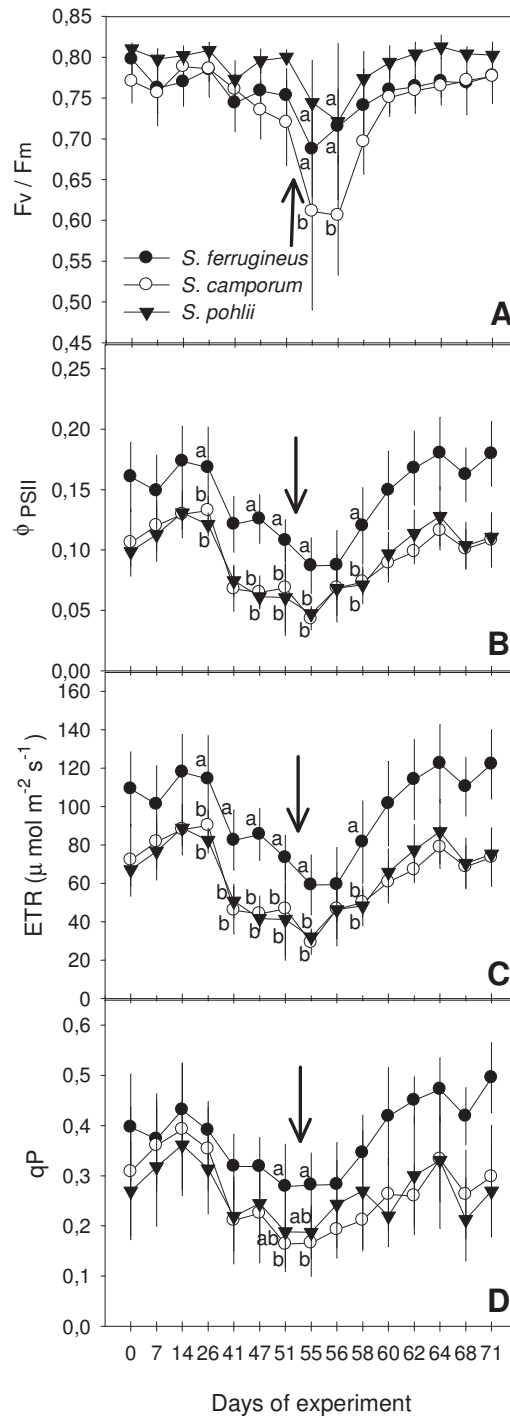 0,85
0,80
0,75
0,70
0,65
0,60
0,55
0,50
0,45
Fv / Fm
a
a
a
a
b
b
S. ferrugineus
S. camporum
S. pohlii
A
0,25
0,20
0,15
0,10
0,05
0,00
ϕ PSII
a
b
b
a
a
a
a
b
b
b
b
b
b
b
b
B
160
140
120
100
80
60
40
20
0
ETR (μ mol m⁻² s⁻¹)
a
b
b
a
a
a
a
a
b
b
b
b
b
b
b
b
b
b
C
0,6
0,5
0,4
0,3
0,2
0,1
0,0
qP
a
a
ab
ab
b
b
D
0 7 14 26 41 47 51 55 56 58 60 62 64 68 71
Days of experiment